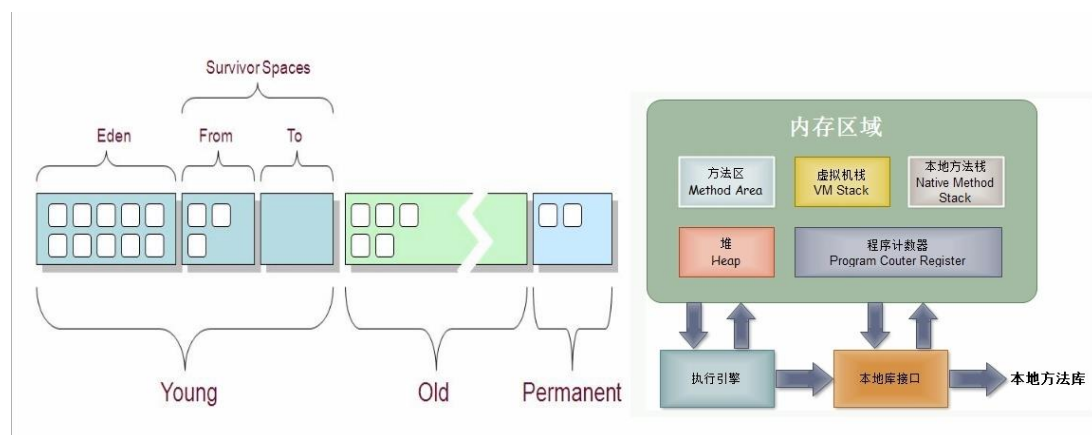 Survivor Spaces
Eden
From
To
Young
Old
Permanent
内存区域
方法区
Method Area
虚拟机栈
VM Stack
本地方法栈
Native Method
Stack
堆
Heap
程序计数器
Program Couter Register
执行引擎
本地库接口
本地方法库